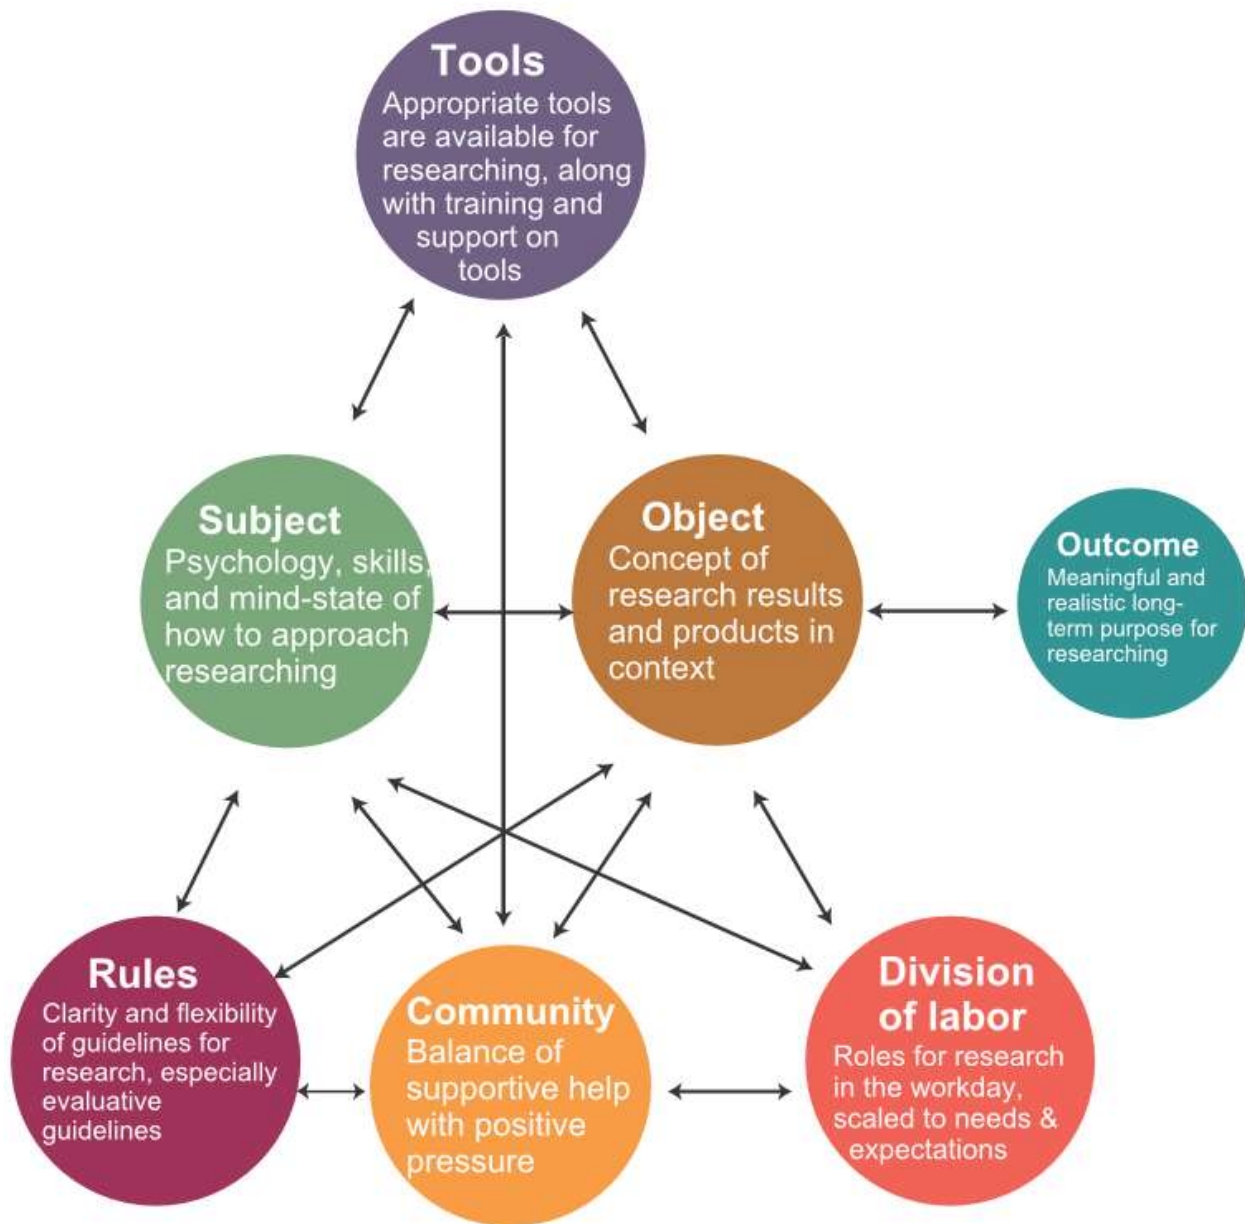 Tools
Appropriate tools
are available for
researching, along
with training and
support on
tools
Subject
Psychology, skills,
and mind-state of
how to approach
researching
Object
Concept of
research results
and products in
context
Outcome
Meaningful and
realistic long-
term purpose for
researching
Rules
Clarity and flexibility
of guidelines for
research, especially
evaluative
guidelines
Community
Balance of
supportive help
with positive
pressure
Division
of labor
Roles for research
in the workday,
scaled to needs &
expectations